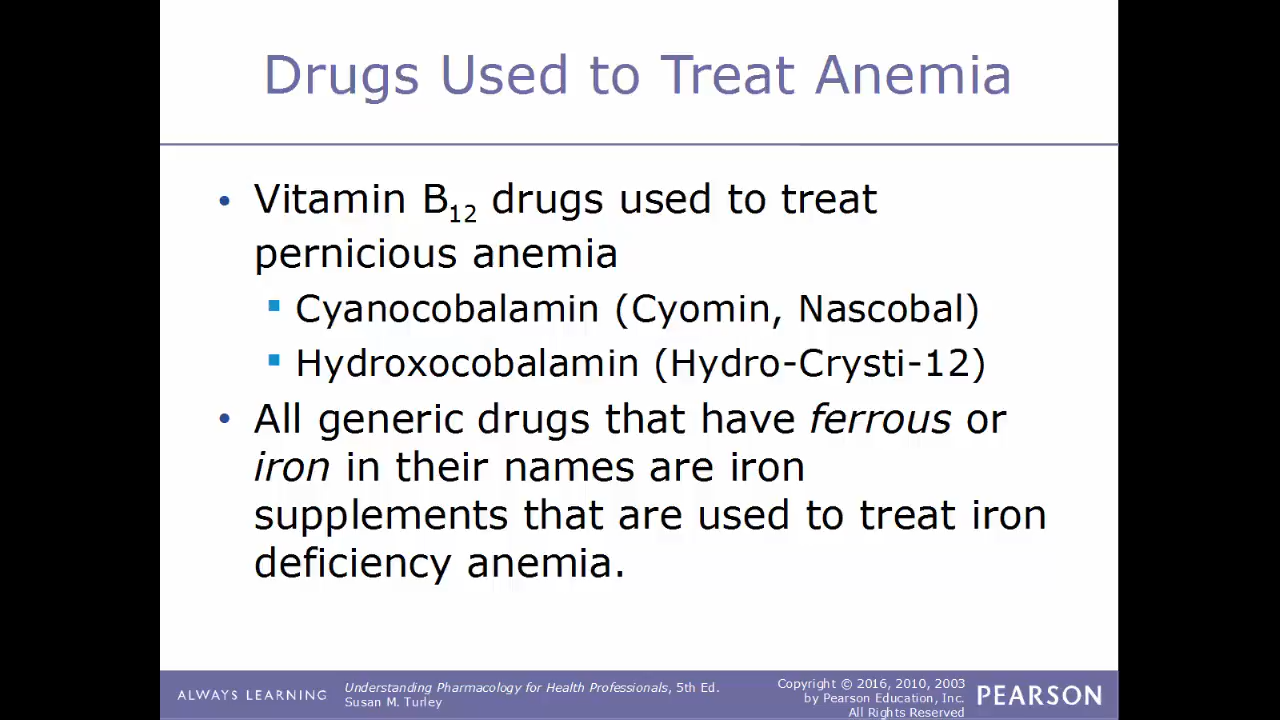 Drugs Used to Treat Anemia
• Vitamin B12 drugs used to treat
pernicious anemia
▪ Cyanocobalamin (Cyomin, Nascobal)
▪ Hydroxocobalamin (Hydro-Crysti-12)
• All generic drugs that have ferrous or
iron in their names are iron
supplements that are used to treat iron
deficiency anemia.
ALWAYS LEARNING
Understanding Pharmacology for Health Professionals, 5th Ed.
Susan M. Turley
Copyright © 2016, 2010, 2003
by Pearson Education, Inc.
All Rights Reserved
PEARSON